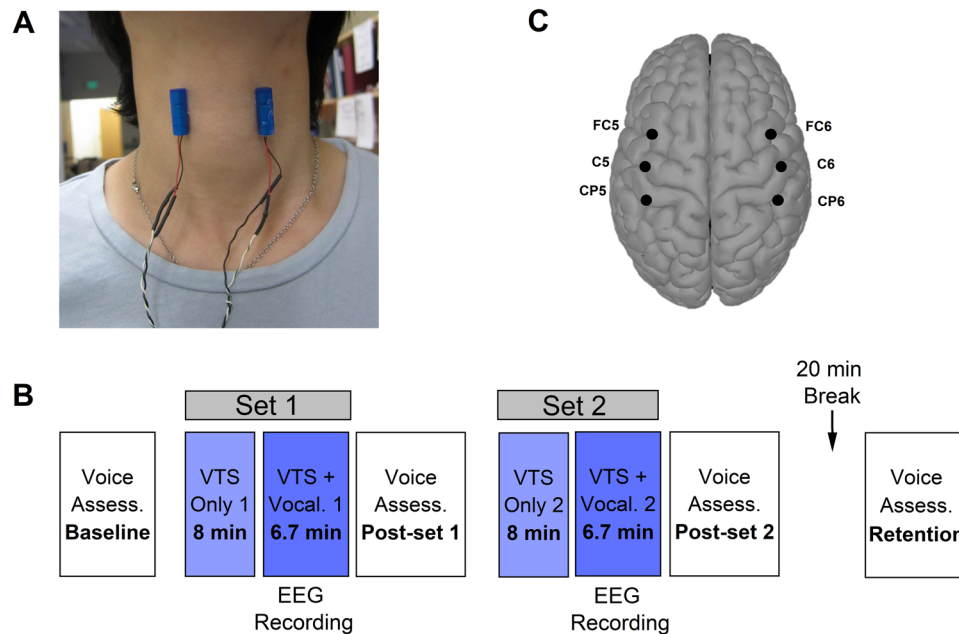 A
C
FC5
FC6
C5
C6
CP5
CP6
B
Set 1
Set 2
20 min
Break
Voice
Assess.
Baseline
VTS
Only 1
8 min
VTS +
Vocal. 1
6.7 min
EEG
Recording
Voice
Assess.
Post-set 1
VTS
Only 2
8 min
VTS +
Vocal. 2
6.7 min
EEG
Recording
Voice
Assess.
Post-set 2
Voice
Assess.
Retention